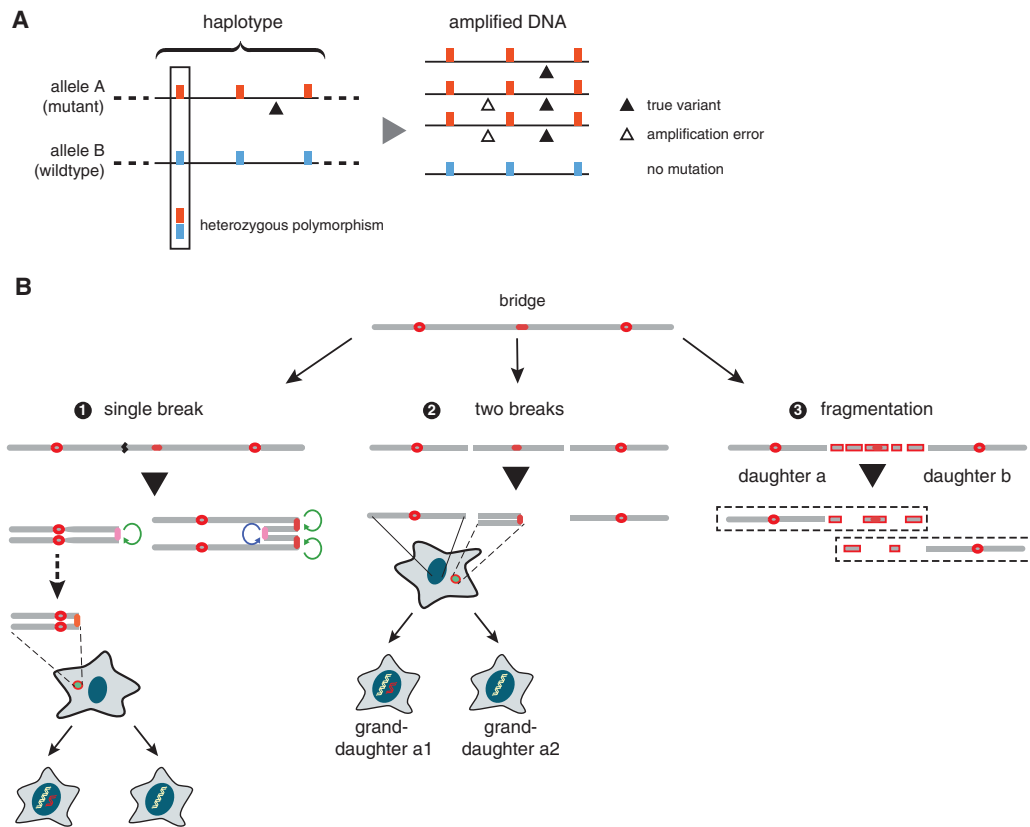 A
haplotype
amplified DNA
allele A
(mutant)
allele B
(wildtype)
true variant
amplification error
no mutation
heterozygous polymorphism
B
bridge
1 single break
2 two breaks
3 fragmentation
daughter a
daughter b
grand-
daughter a1
grand-
daughter a2